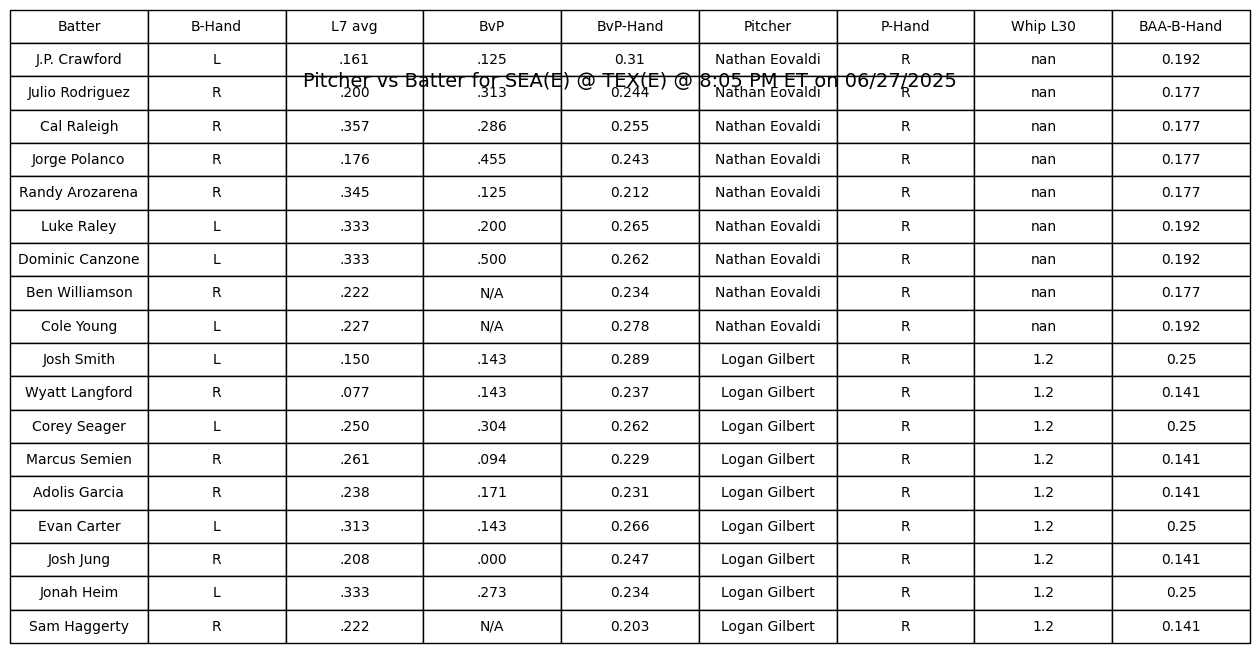 Batter B-Hand L7 avg BvP BvP-Hand Pitcher P-Hand Whip L30 BAA-B-Hand
J.P. Crawford L .161 .125 0.31 Nathan Eovaldi R nan 0.192
Pitcher vs Batter for SEA(E) @ TEX(E) @ 8:05 PM ET on 06/27/2025
Julio Rodriguez R .200 .313 0.244 Nathan Eovaldi R nan 0.177
Cal Raleigh R .357 .286 0.255 Nathan Eovaldi R nan 0.177
Jorge Polanco R .176 .455 0.243 Nathan Eovaldi R nan 0.177
Randy Arozarena R .345 .125 0.212 Nathan Eovaldi R nan 0.177
Luke Raley L .333 .200 0.265 Nathan Eovaldi R nan 0.192
Dominic Canzone L .333 .500 0.262 Nathan Eovaldi R nan 0.192
Ben Williamson R .222 N/A 0.234 Nathan Eovaldi R nan 0.177
Cole Young L .227 N/A 0.278 Nathan Eovaldi R nan 0.192
Josh Smith L .150 .143 0.289 Logan Gilbert R 1.2 0.25
Wyatt Langford R .077 .143 0.237 Logan Gilbert R 1.2 0.141
Corey Seager L .250 .304 0.262 Logan Gilbert R 1.2 0.25
Marcus Semien R .261 .094 0.229 Logan Gilbert R 1.2 0.141
Adolis Garcia R .238 .171 0.231 Logan Gilbert R 1.2 0.141
Evan Carter L .313 .143 0.266 Logan Gilbert R 1.2 0.25
Josh Jung R .208 .000 0.247 Logan Gilbert R 1.2 0.141
Jonah Heim L .333 .273 0.234 Logan Gilbert R 1.2 0.25
Sam Haggerty R .222 N/A 0.203 Logan Gilbert R 1.2 0.141